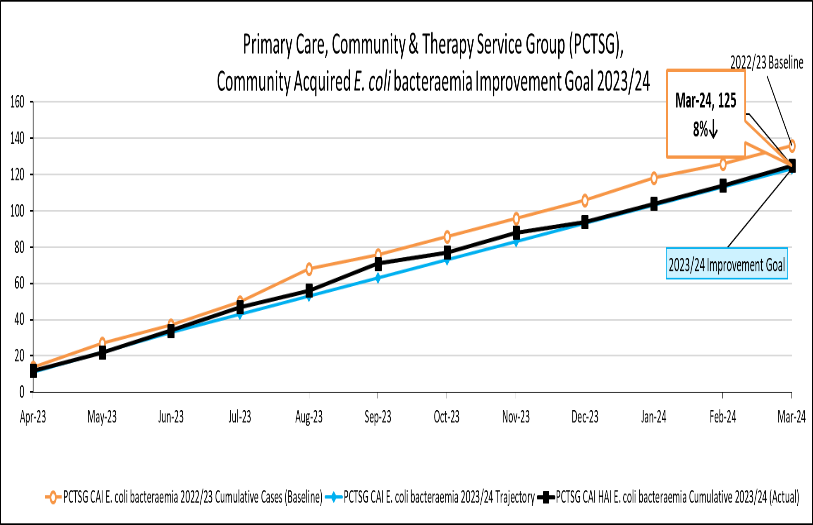 Primary Care, Community & Therapy Service Group (PCTSG),
Community Acquired E. coli bacteraemia Improvement Goal 2023/24
2022/23 Baseline
Mar-24, 125
8%↓
2023/24 Improvement Goal
160
140
120
100
80
60
40
20
0
Apr-23 May-23 Jun-23 Jul-23 Aug-23 Sep-23 Oct-23 Nov-23 Dec-23 Jan-24 Feb-24 Mar-24
PCTSG CAI E. coli bacteraemia 2022/23 Cumulative Cases (Baseline) PCTSG CAI E. coli bacteraemia 2023/24 Trajectory PCTSG CAI HAI E. coli bacteraemia Cumulative 2023/24 (Actual)